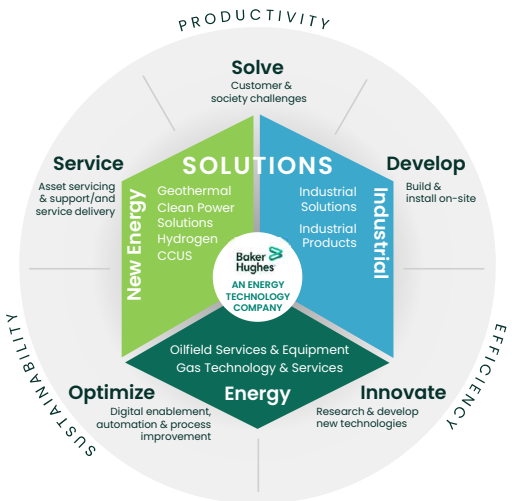 PRODUCTIVITY
Solve
Customer &
society challenges
Service
Asset servicing
& support/and
service delivery
Develop
Build &
install on-site
SOLUTIONS
New Energy
Geothermal
Clean Power
Solutions
Hydrogen
CCUS
Industrial
Solutions
Industrial
Products
Industrial
Baker
Hughes
AN ENERGY
TECHNOLOGY
COMPANY
Oilfield Services & Equipment
Gas Technology & Services
Energy
Optimize
Digital enablement,
automation & process
improvement
Innovate
Research & develop
new technologies
SUSTAINABILITY
EFFICIENCY